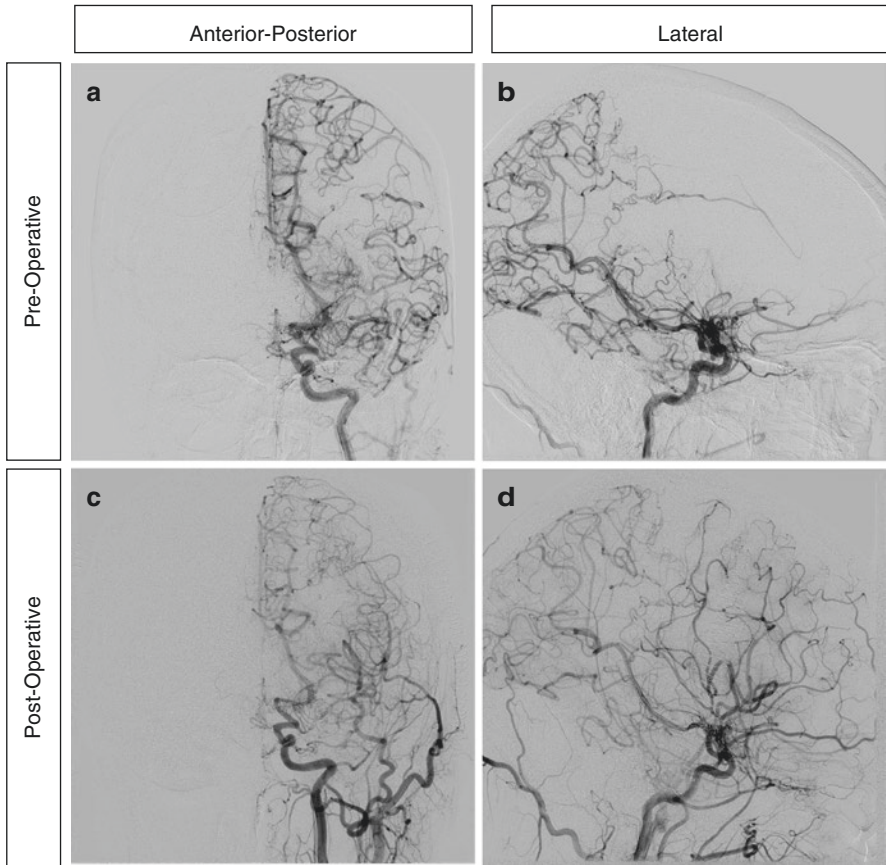 Anterior-Posterior
Lateral
Pre-Operative
a
b
Post-Operative
c
d